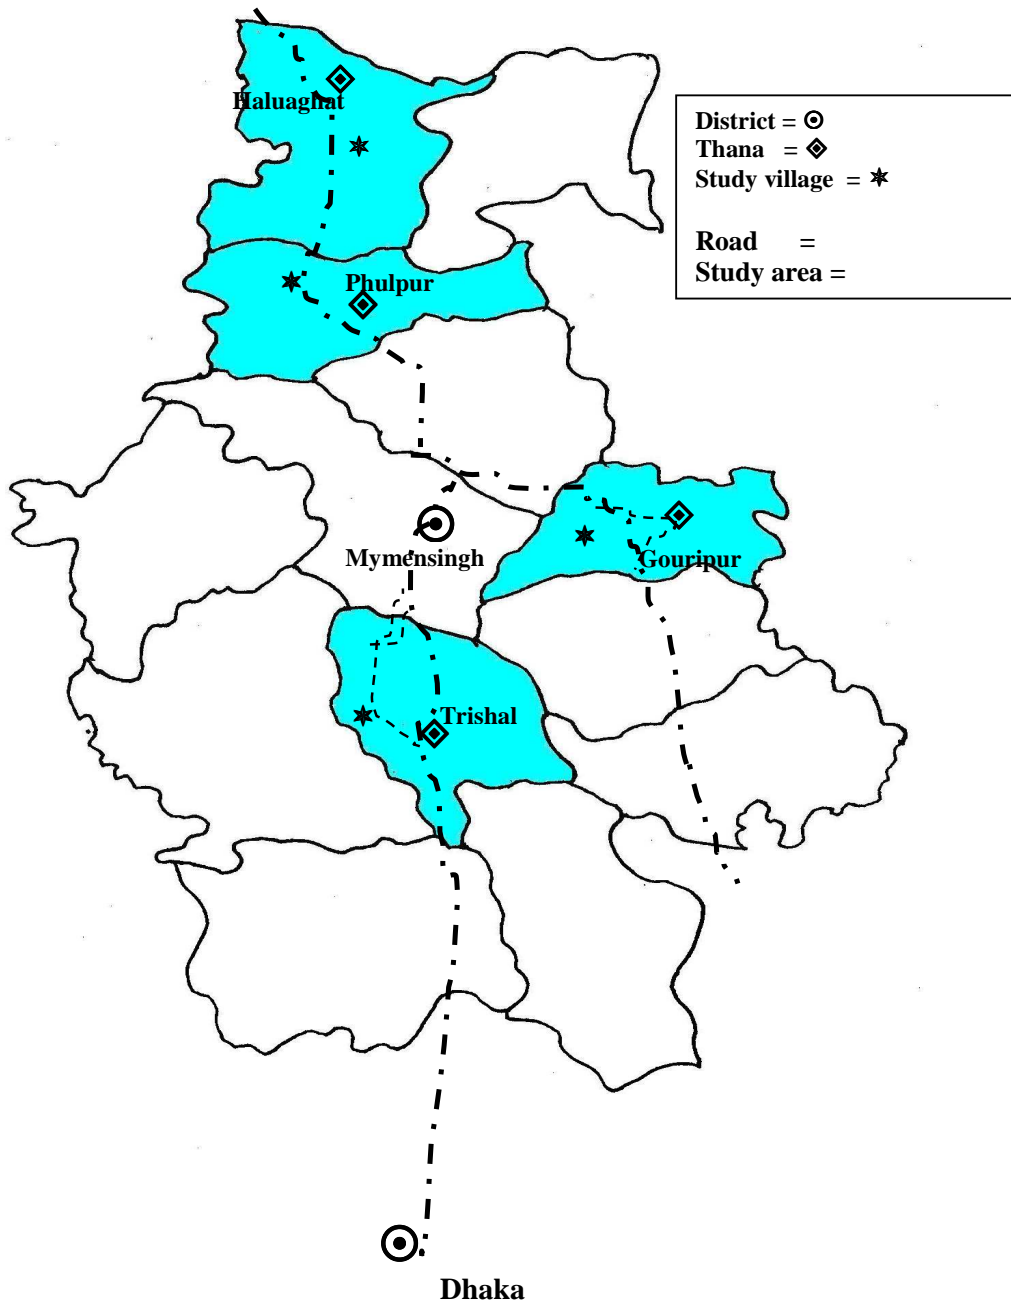 Haluaghat
District =
Thana =
Study village =
Road =
Study area =
Phulpur
Mymensingh
Gouripur
Trishal
Dhaka